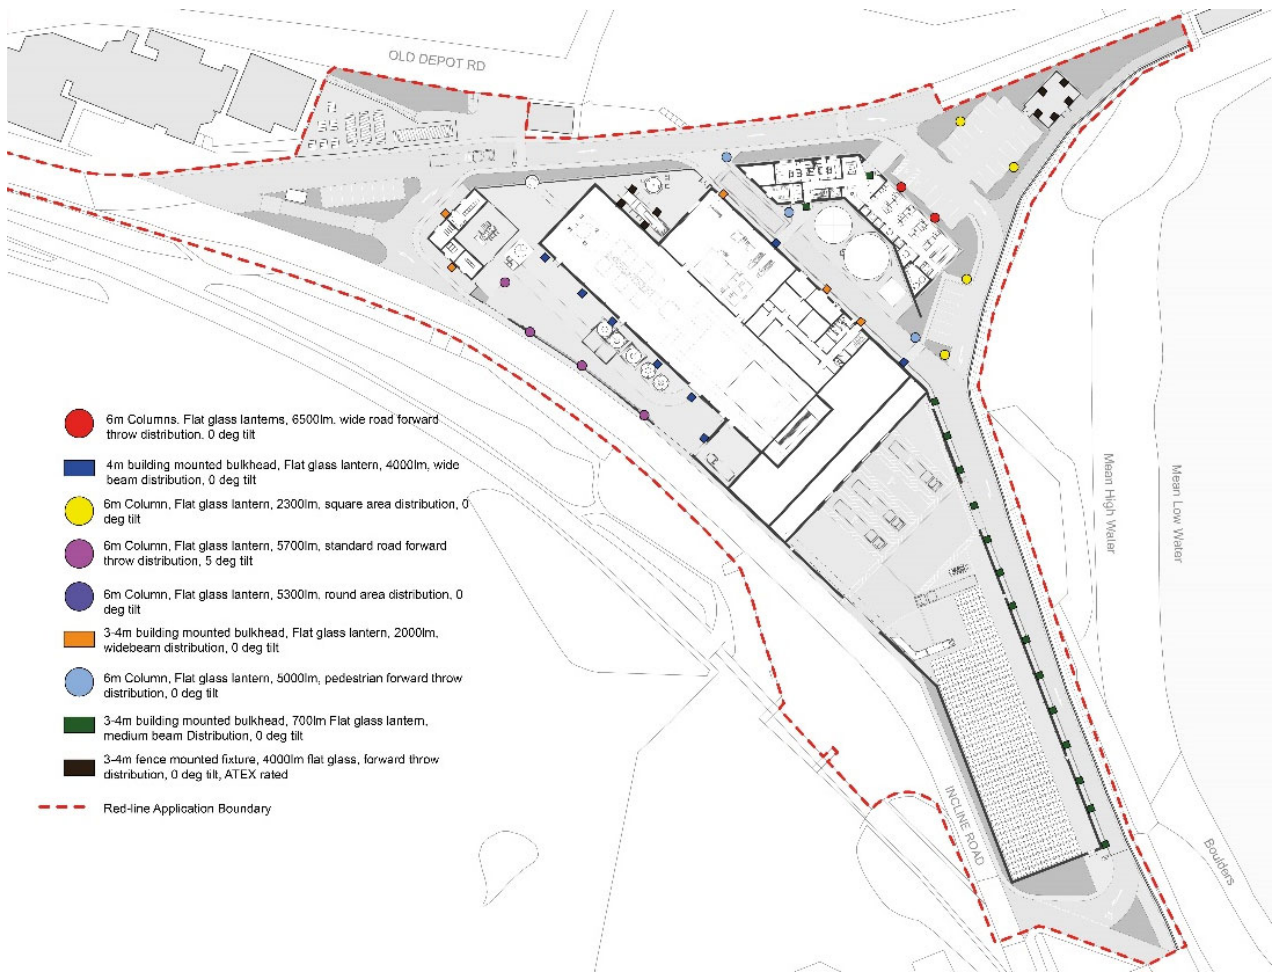 OLD DEPOT RD
6m Columns. Flat glass lanterns, 6500lm. wide road forward
throw distribution. 0 deg tilt
4m building mounted bulkhead, Flat glass lantern, 4000lm, wide
beam distribution, 0 deg tilt
6m Column, Flat glass lantern, 2300lm, square area distribution, 0
deg tilt
6m Column, Flat glass lantern, 5700lm, standard road forward
throw distribution, 5 deg tilt
6m Column, Flat glass lantern, 5300lm, round area distribution, 0
deg tilt
3-4m building mounted bulkhead, Flat glass lantern, 2000lm,
widebeam distribution, 0 deg tilt
6m Column, Flat glass lantern, 5000lm, pedestrian forward throw
distribution, 0 deg tilt
3-4m building mounted bulkhead, 700lm Flat glass lantern,
medium beam Distribution, 0 deg tilt
3-4m fence mounted fixture, 4000lm flat glass, forward throw
distribution, 0 deg tilt, ATEX rated
Red-line Application Boundary
Mean High Water
Mean Low Water
INCLINE ROAD
Boulders